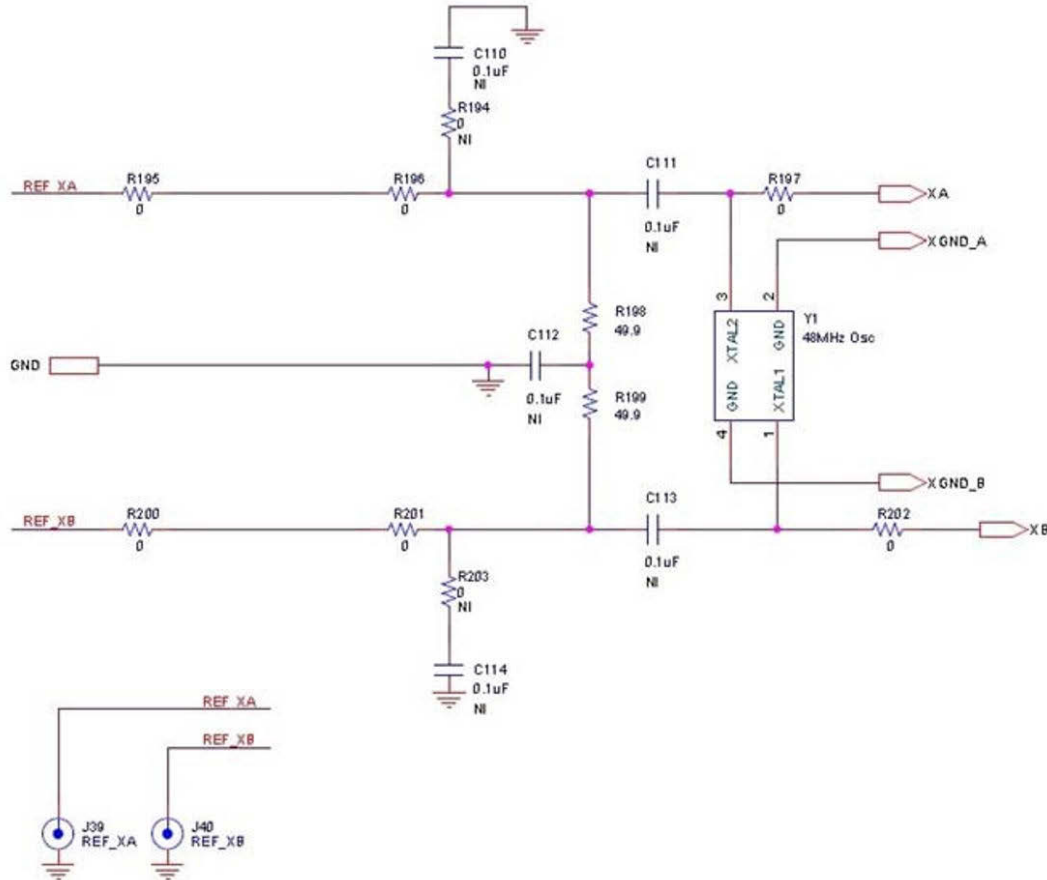 C110
0.1uF
NI
R194
0
NI
REF_XA
R195
0
R196
0
C111
0.1uF
NI
R197
0
XA
XGND_A
3
2
XTAL2
GND
GND
XTAL1
4
1
Y1
48MHz Osc
R198
49.9
GND
C112
0.1uF
NI
R199
49.9
XGND_B
REF_XB
R200
0
R201
0
C113
0.1uF
NI
R202
0
XB
R203
0
NI
C114
0.1uF
NI
REF_XA
REF_XB
J39
REF_XA
J40
REF_XB